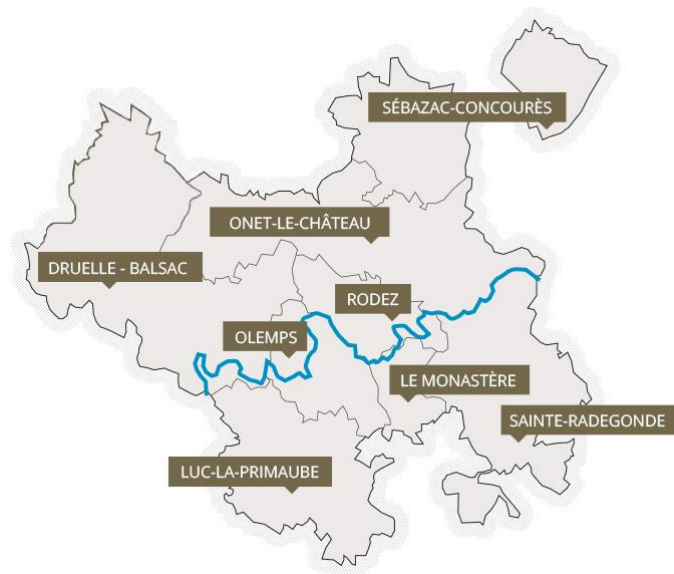 SÉBAZAC-CONCOURÈS
ONET-LE-CHÂTEAU
DRUELLE - BALSAC
RODEZ
OLEMPS
LE MONASTÈRE
SAINTE-RADEGONDE
LUC-LA-PRIMAUBE